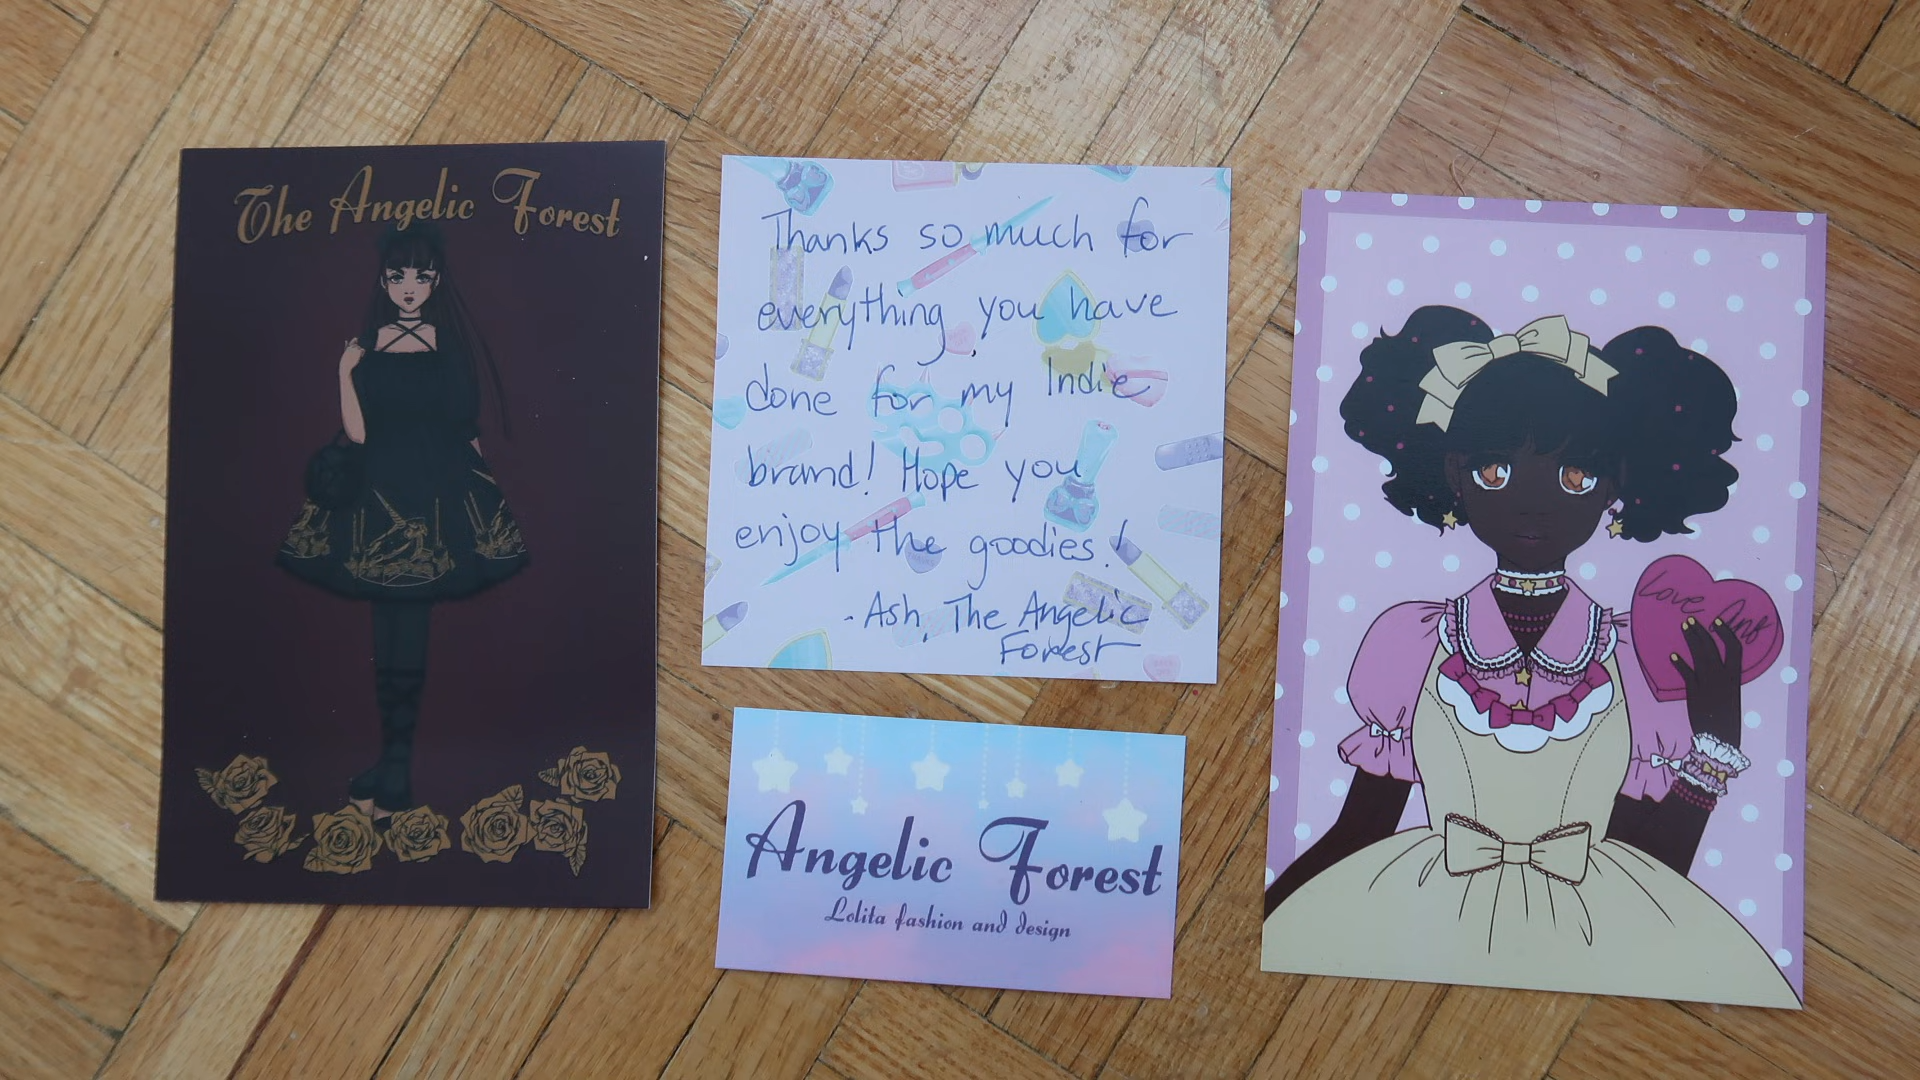 The Angelic Forest
Thanks so much for
everything you have
done for my Indie
brand! Hope you
enjoy the goodies!
- Ash, The Angelic
Forest
Angelic Forest
Lolita fashion and design
Love Ano